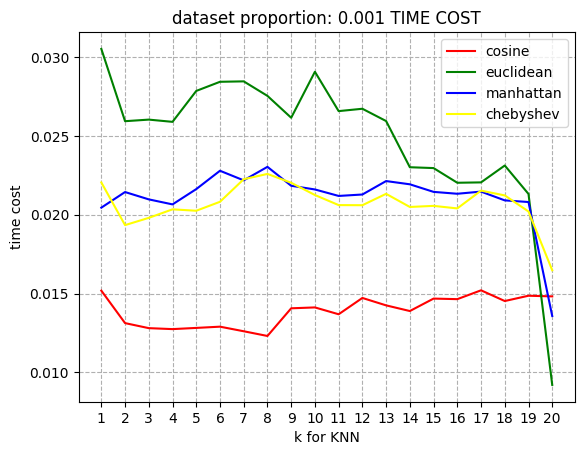 dataset proportion: 0.001 TIME COST
cosine
euclidean
manhattan
chebyshev
time cost
0.030
0.025
0.020
0.015
0.010
1 2 3 4 5 6 7 8 9 10 11 12 13 14 15 16 17 18 19 20
k for KNN